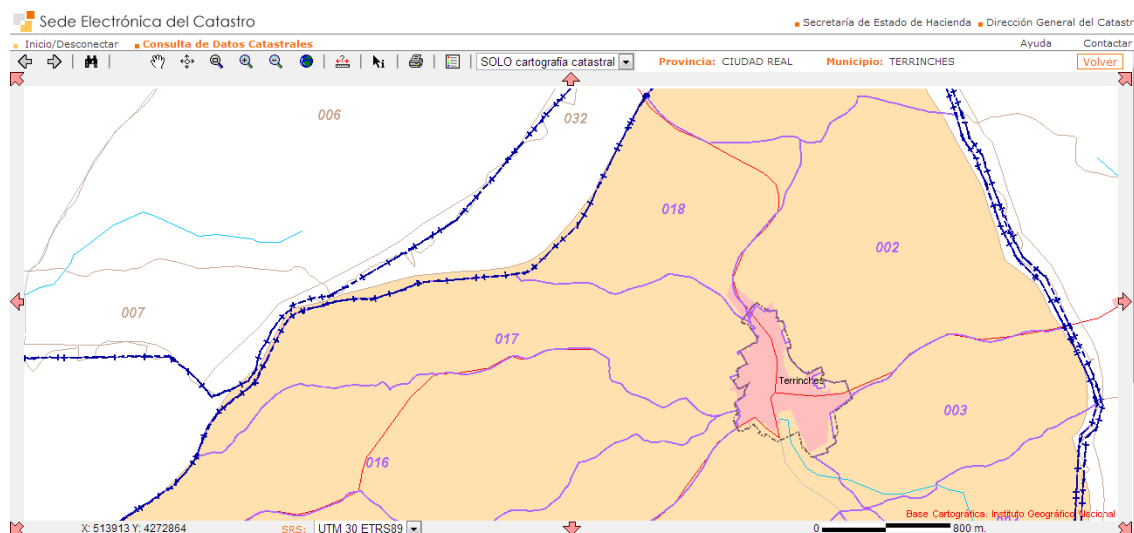 Sede Electrónica del Catastro
Secretaría de Estado de Hacienda Dirección General del Catastr
Inicio/Desconectar Consulta de Datos Catastrales Ayuda Contactar
SOLO cartografía catastral Provincia: CIUDAD REAL Municipio: TERRINCHES Volver
006
032
018
002
007
017
Terrinches
003
016
Base Cartográfica. Instituto Geográfico Nacional
X: 513913 Y: 4272864 SRS: UTM 30 ETRS89 0 800 m.